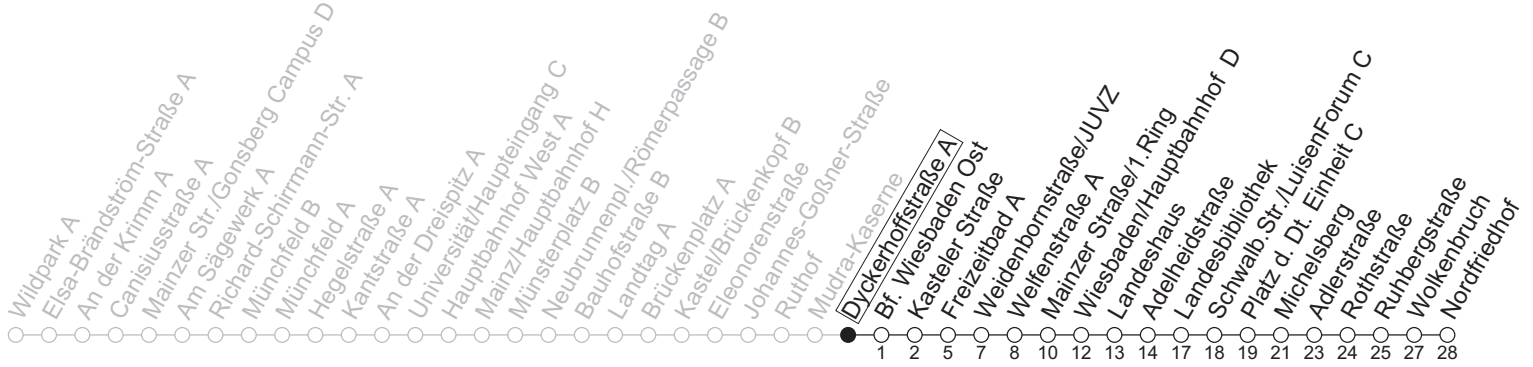 Wildpark A
Elsa-Brändström-Straße A
An der Krimm A
Canisiusstraße A
Mainzer Str./Gonsberg Campus D
Am Sägewerk A
Richard-Schirrmann-Str. A
Münchfeld B
Münchfeld A
Hegelstraße A
Kantstraße A
An der Dreispitz A
Universität/Haupteingang C
Hauptbahnhof West A
Mainz/Hauptbahnhof H
Münsterplatz B
Neubrunnenpl./Römerpassage B
Bauhofstraße B
Landtag A
Brückenplatz A
Kastel/Brückenkopf B
Eleonorenstraße
Johannes-Goßner-Straße
Ruthof
Mudra-Kaserne
Dyckerhoffstraße A
Bf. Wiesbaden Ost
Kasteler Straße
Freizeitbad A
Weidenbornstraße/JUVZ
Welfenstraße A
Mainzer Straße/1.Ring
Wiesbaden/Hauptbahnhof D
Landeshaus
Adelheidstraße
Landesbibliothek
Schwalb. Str./LuisenForum C
Platz d. Dt. Einheit C
Michelsberg
Adlerstraße
Rothstraße
Ruhbergstraße
Wolkenbruch
Nordfriedhof
1 2 5 7 8 10 12 13 14 17 18 19 21 23 24 25 27 28